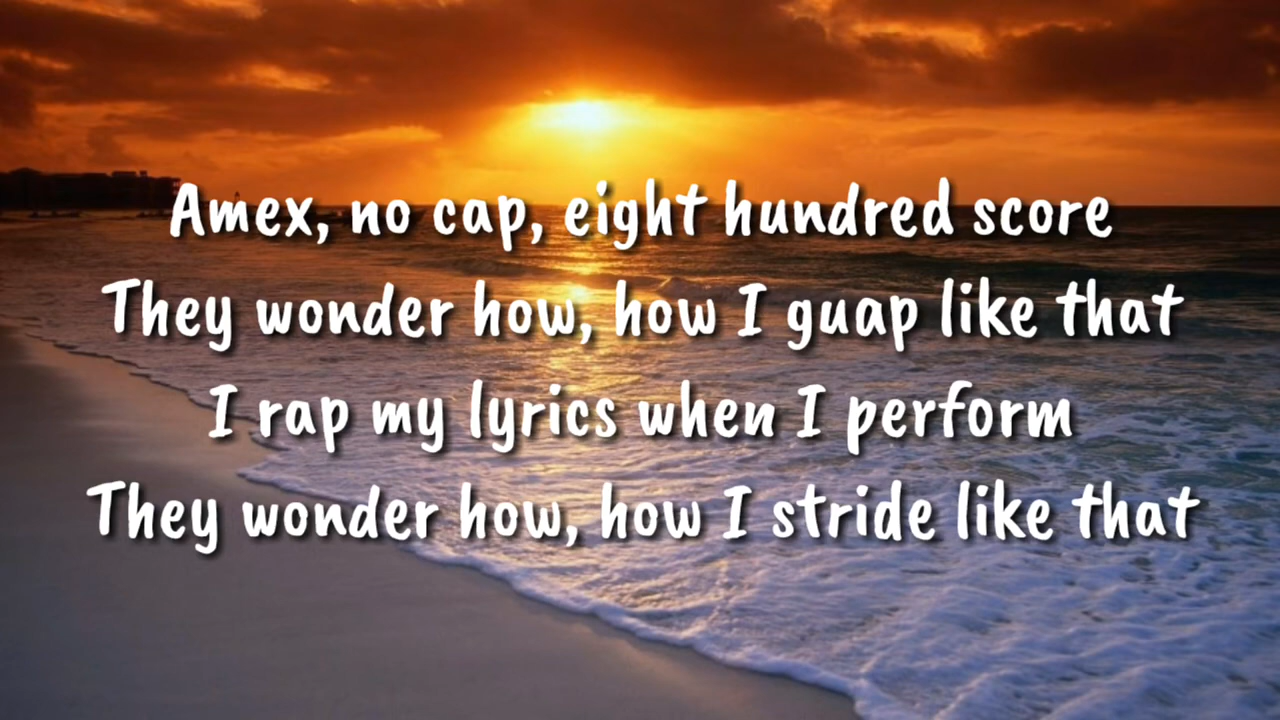 Amex, no cap, eight hundred score
They wonder how, how I guap like that
I rap my lyrics when I perform
They wonder how, how I stride like that